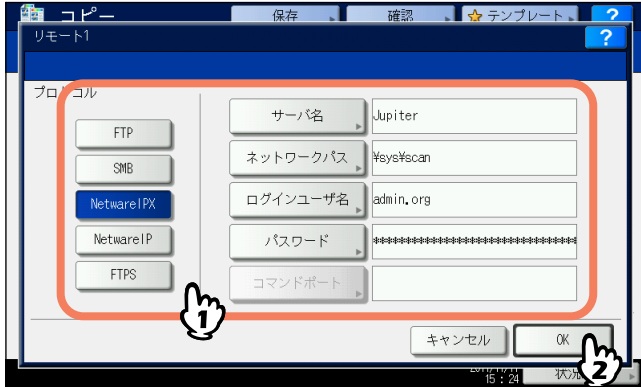 コピー 保存 確認 テンプレート ?
リモート1 ?
プロトコル
FTP
SMB
NetwareIPX
NetwareIP
FTPS
サーバ名 Jupiter
ネットワークパス ¥sys¥scan
ログインユーザ名 admin.org
パスワード ****************************************
コマンドポート
1
キャンセル OK
2
15:24 状況